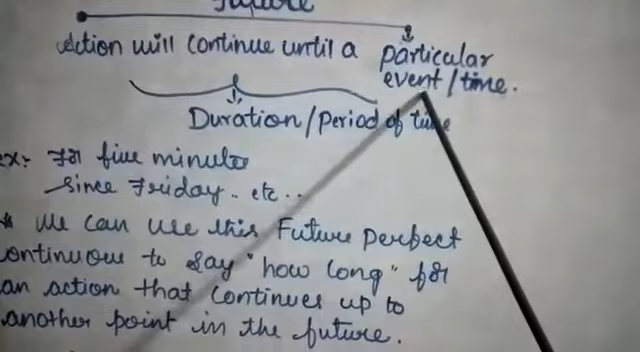 Future
Action will continue until a particular
event/time.
Duration/Period of time
ex:- For five minutes
Since Friday.. etc...
* We can use this Future perfect
continuous to say "how long" for
an action that continues up to
another point in the future.